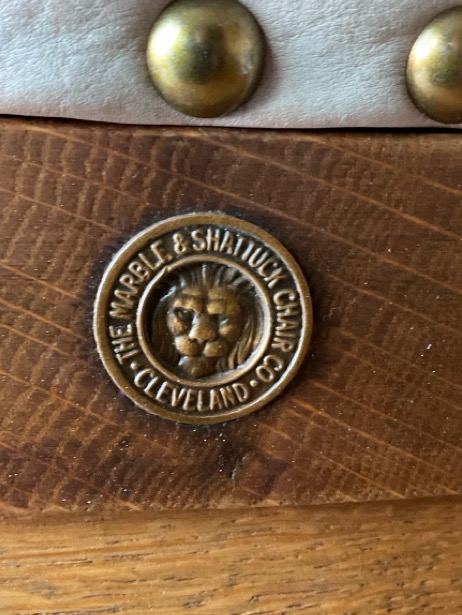 • THE MARBLE & SHATTUCK CHAIR CO •
CLEVELAND